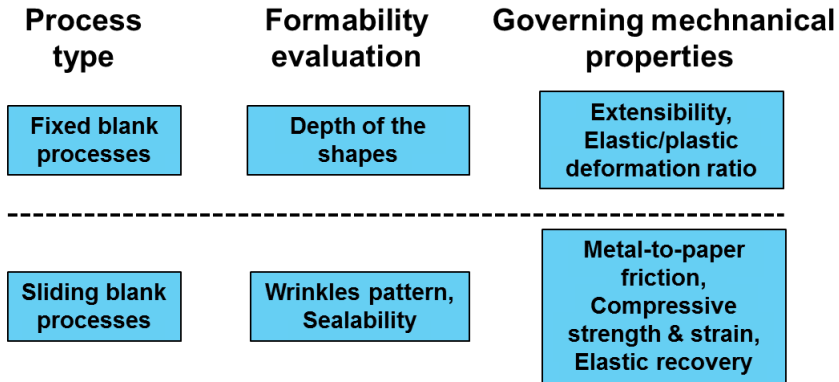 Process
type
Formability
evaluation
Governing mechnanical
properties
Fixed blank
processes
Depth of the
shapes
Extensibility,
Elastic/plastic
deformation ratio
Sliding blank
processes
Wrinkles pattern,
Sealability
Metal-to-paper
friction,
Compressive
strength & strain,
Elastic recovery